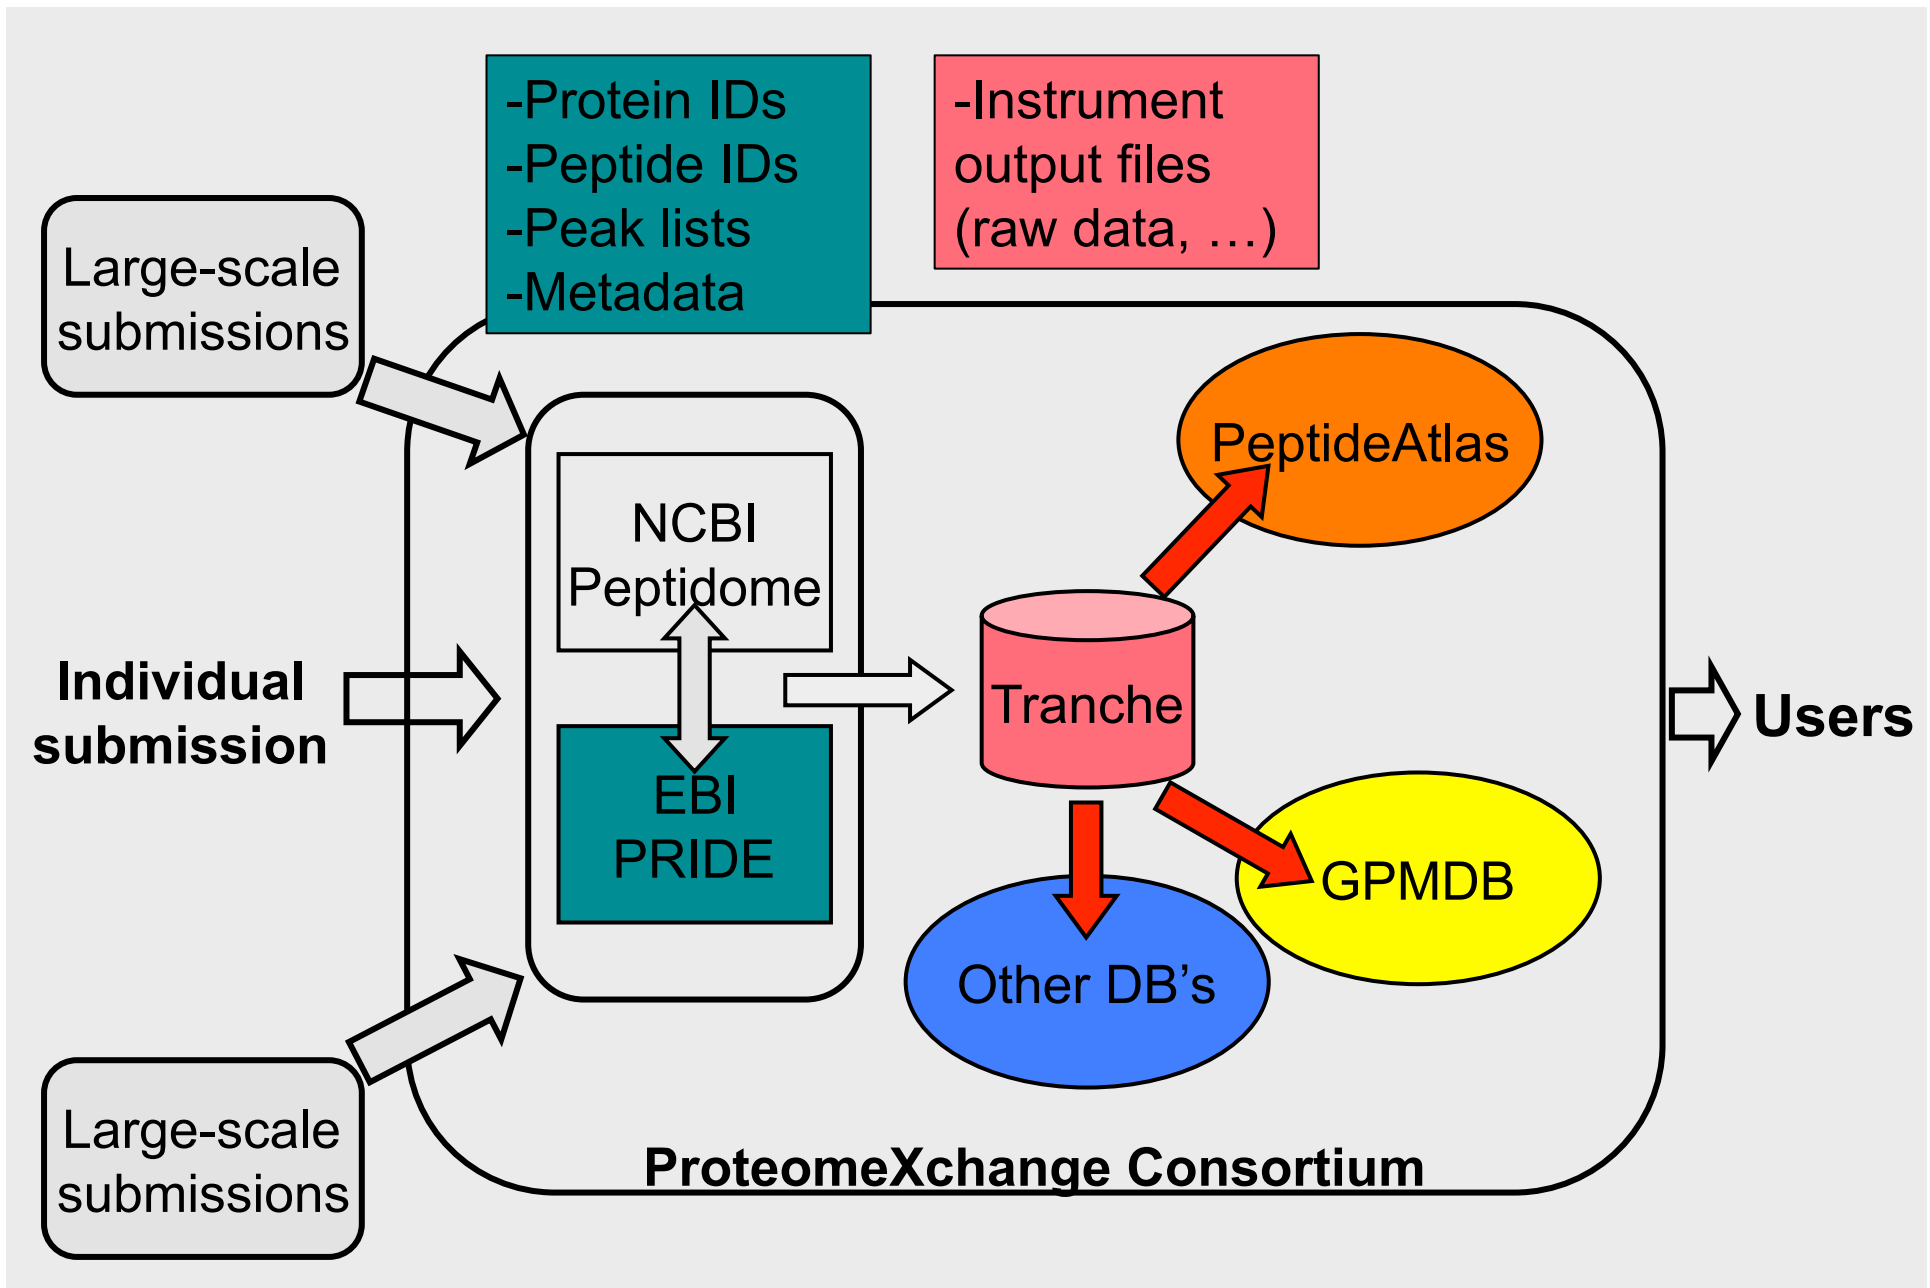 -Protein IDs
-Peptide IDs
-Peak lists
-Metadata
-Instrument
output files
(raw data, …)
Large-scale
submissions
Individual
submission
Large-scale
submissions
NCBI
Peptidome
EBI
PRIDE
Tranche
PeptideAtlas
GPMDB
Other DB’s
Users
ProteomeXchange Consortium